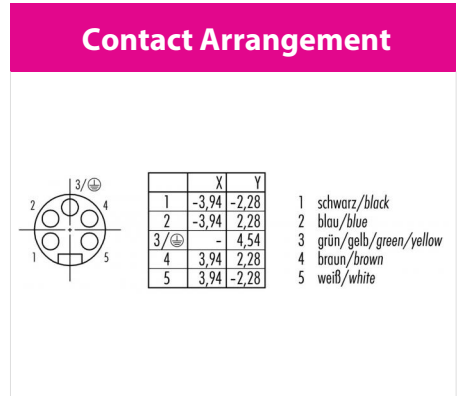 Contact Arrangement
3/⏚
2 4
1 5
X Y
1 -3,94 -2,28
2 -3,94 2,28
3/⏚ - 4,54
4 3,94 2,28
5 3,94 -2,28
1 schwarz/black
2 blau/blue
3 grün/gelb/green/yellow
4 braun/brown
5 weiß/white